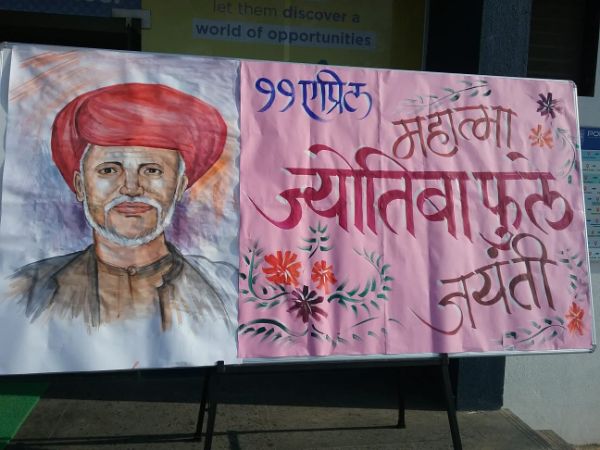 let them discover a
world of opportunities
११ एप्रिल
महात्मा
ज्योतिबा फुले
जयंती